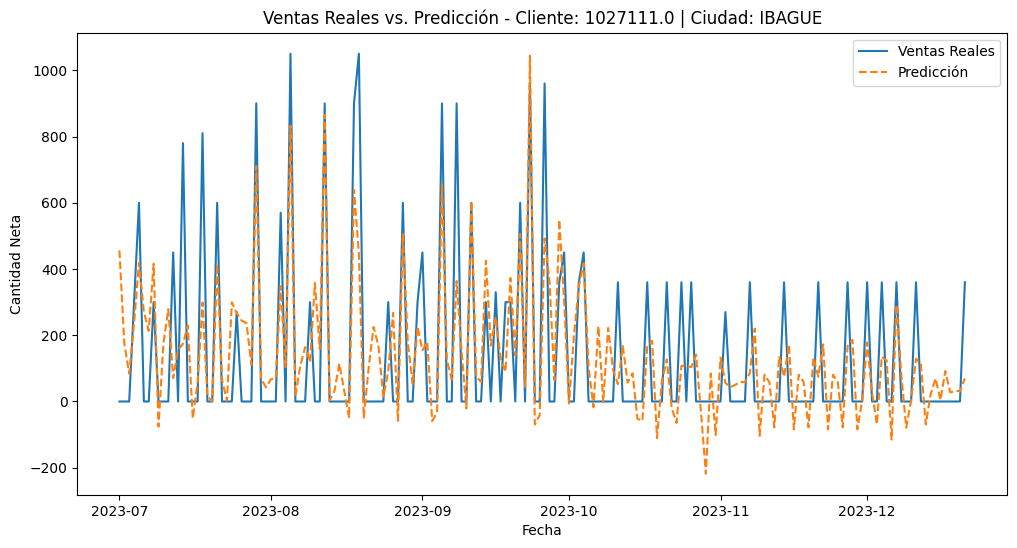 Ventas Reales vs. Predicción - Cliente: 1027111.0 | Ciudad: IBAGUE
Ventas Reales
Predicción
Cantidad Neta
1000
800
600
400
200
0
−200
2023-07 2023-08 2023-09 2023-10 2023-11 2023-12
Fecha